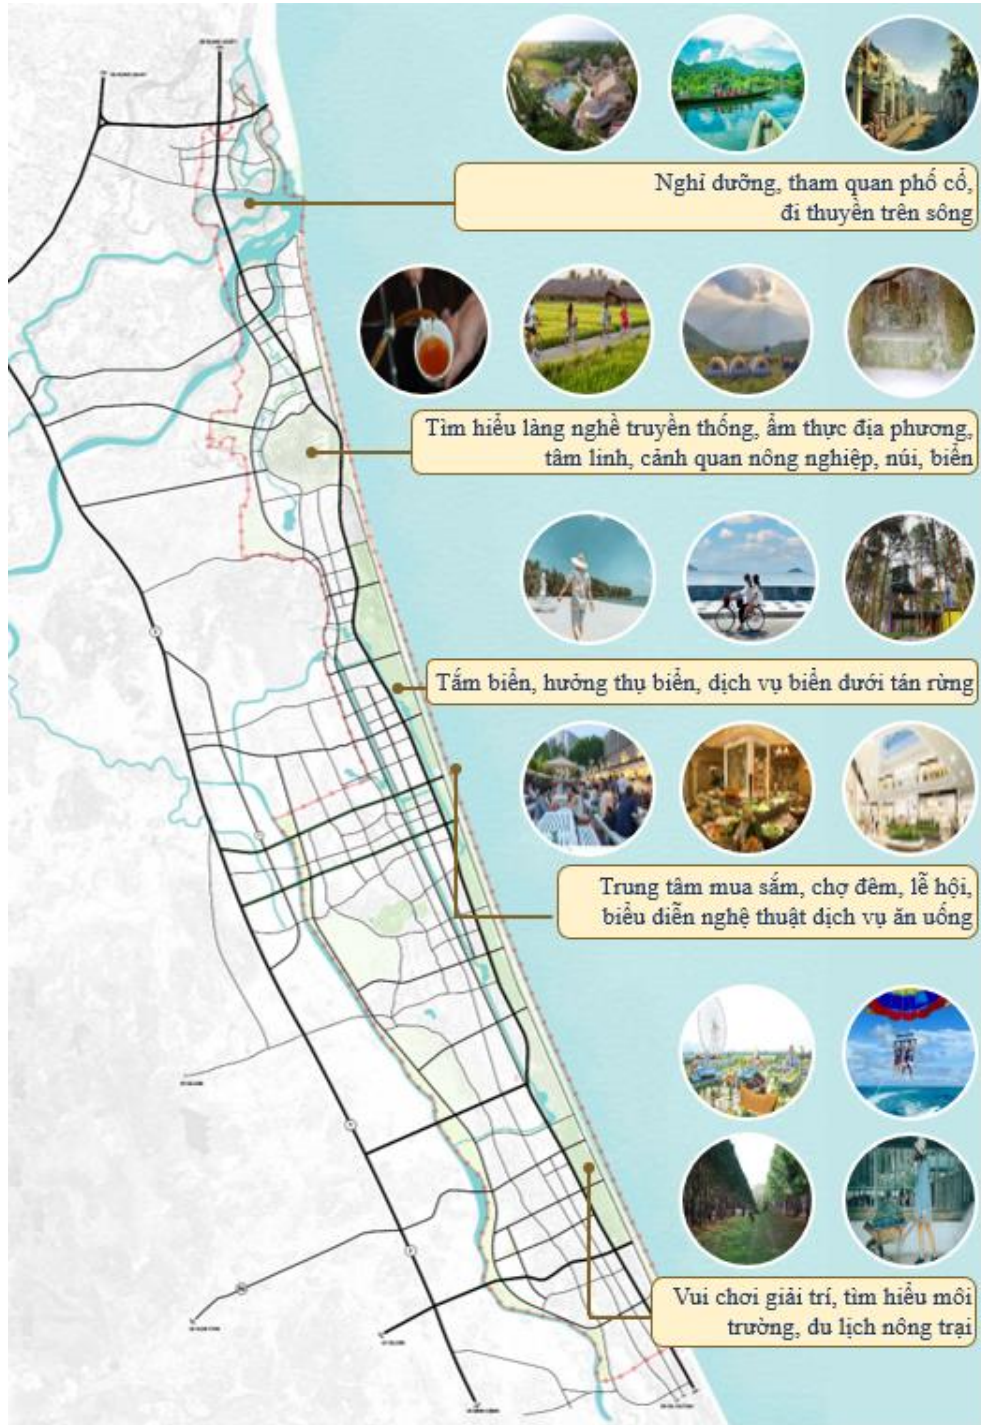 Nghỉ dưỡng, tham quan phố cổ,
đi thuyền trên sông
Tìm hiểu làng nghề truyền thống, ẩm thực địa phương,
tâm linh, cảnh quan nông nghiệp, núi, biển
Tắm biển, hưởng thụ biển, dịch vụ biển dưới tán rừng
Trung tâm mua sắm, chợ đêm, lễ hội,
biểu diễn nghệ thuật dịch vụ ăn uống
Vui chơi giải trí, tìm hiểu môi
trường, du lịch nông trại